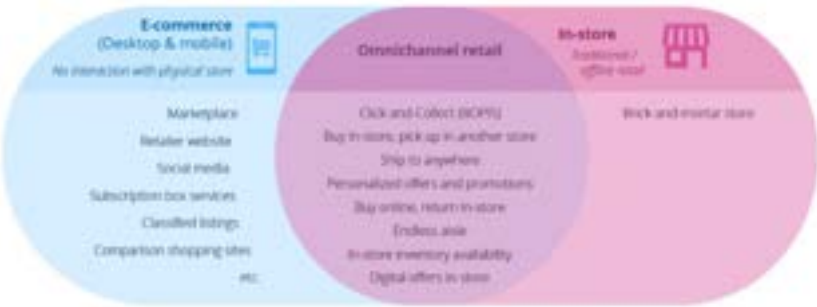 E-commerce
(Desktop & mobile)
No interaction with physical store
Marketplace
Retailer website
Social media
Subscription box services
Classified listings
Comparison shopping sites
etc.
Omnichannel retail
Click-and-Collect (BOPIS)
Buy in-store, pick up in another store
Ship to anywhere
Personalized offers and promotions
Buy online, return in-store
Endless aisle
In-store inventory availability
Digital offers in-store
In-store
Traditional /
offline retail
Brick-and-mortar store